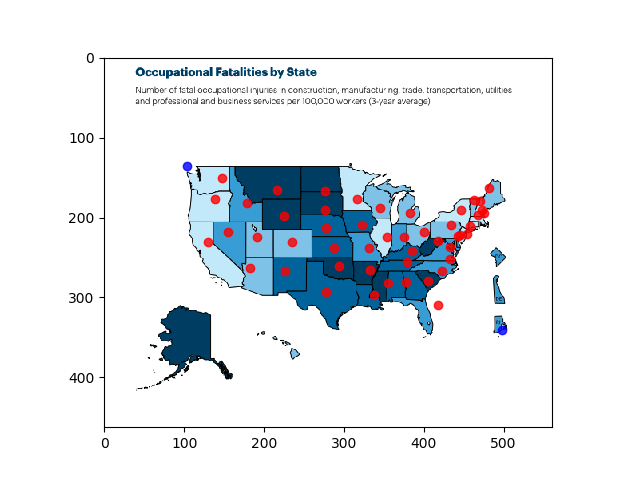 Occupational Fatalities by State
Number of fatal occupational injuries in construction, manufacturing, trade, transportation, utilities
and professional and business services per 100,000 workers (3-year average)
0
100
200
300
400
0 100 200 300 400 500